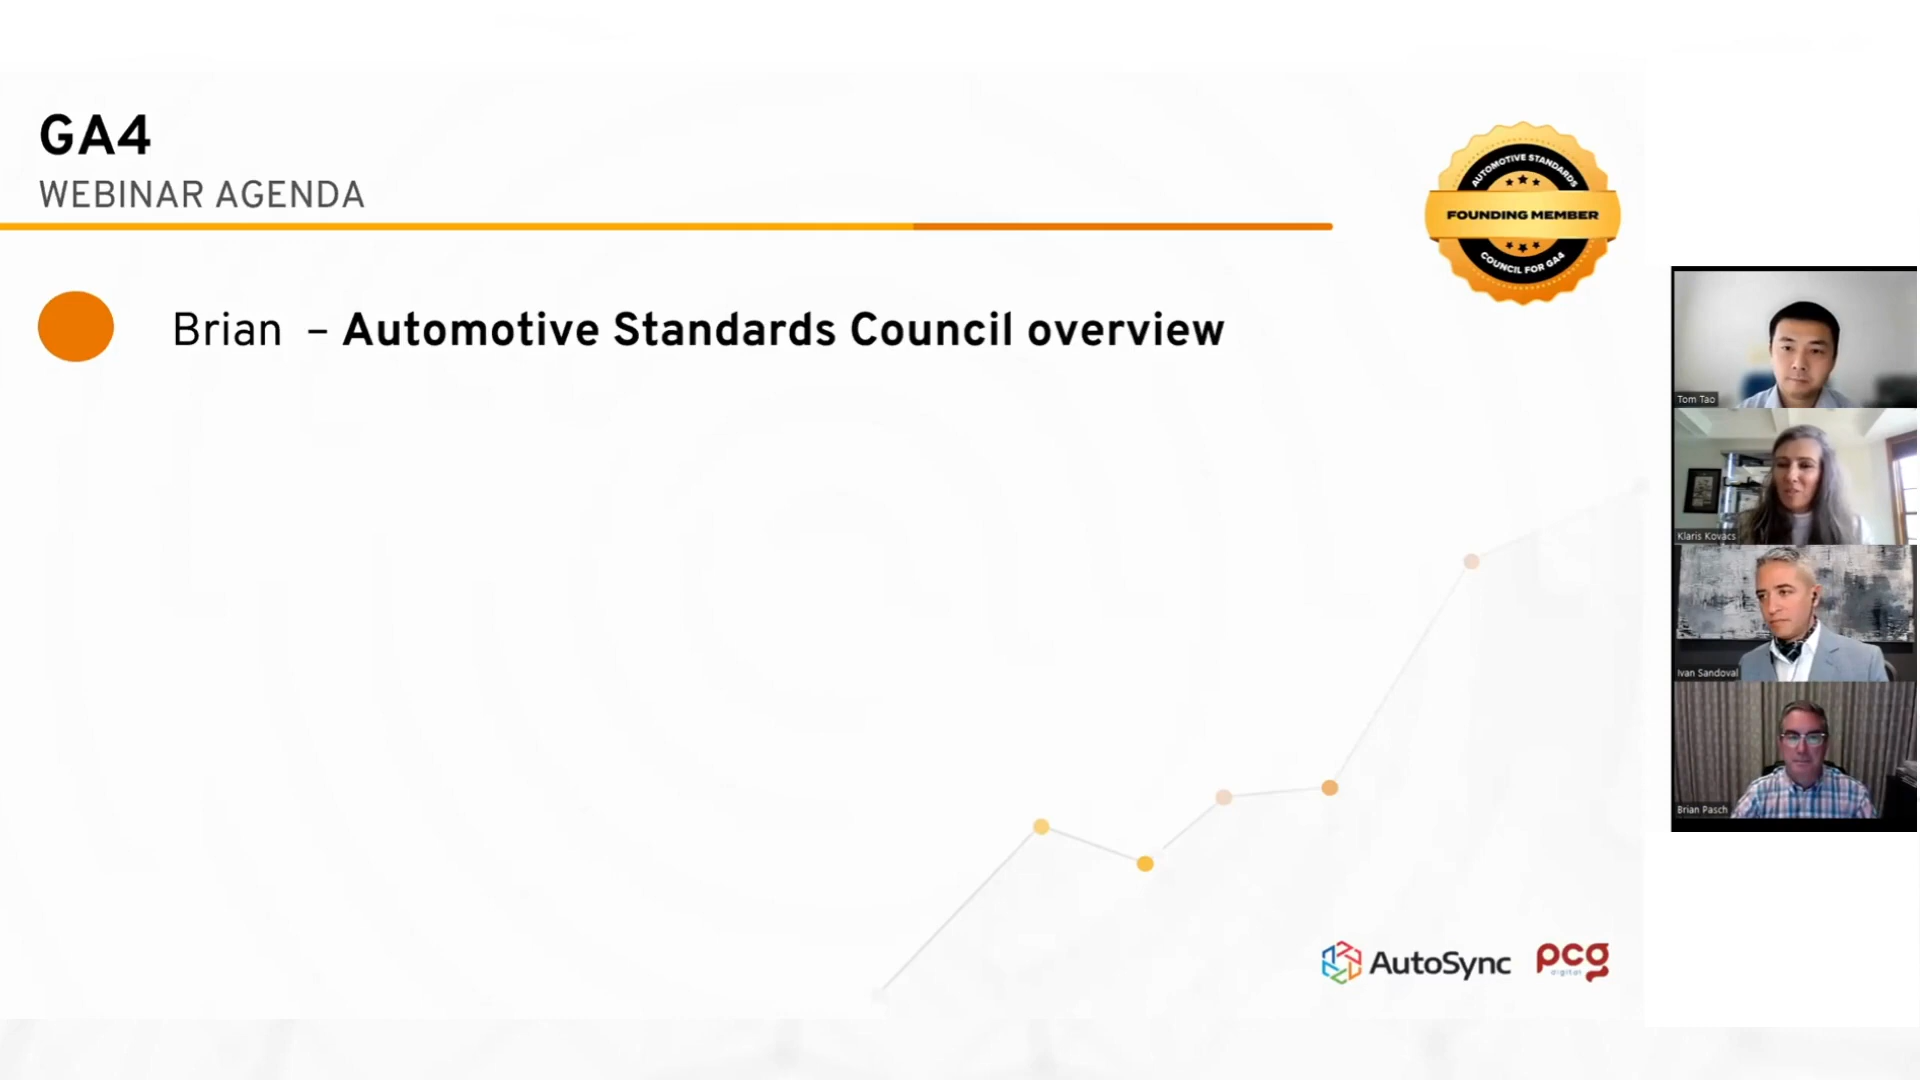 GA4
WEBINAR AGENDA
AUTOMOTIVE STANDARDS
FOUNDING MEMBER
COUNCIL FOR GA4
Brian – Automotive Standards Council overview
Tom Tao
Klaris Kovacs
Ivan Sandoval
Brian Pasch
AutoSync
pcg
digital